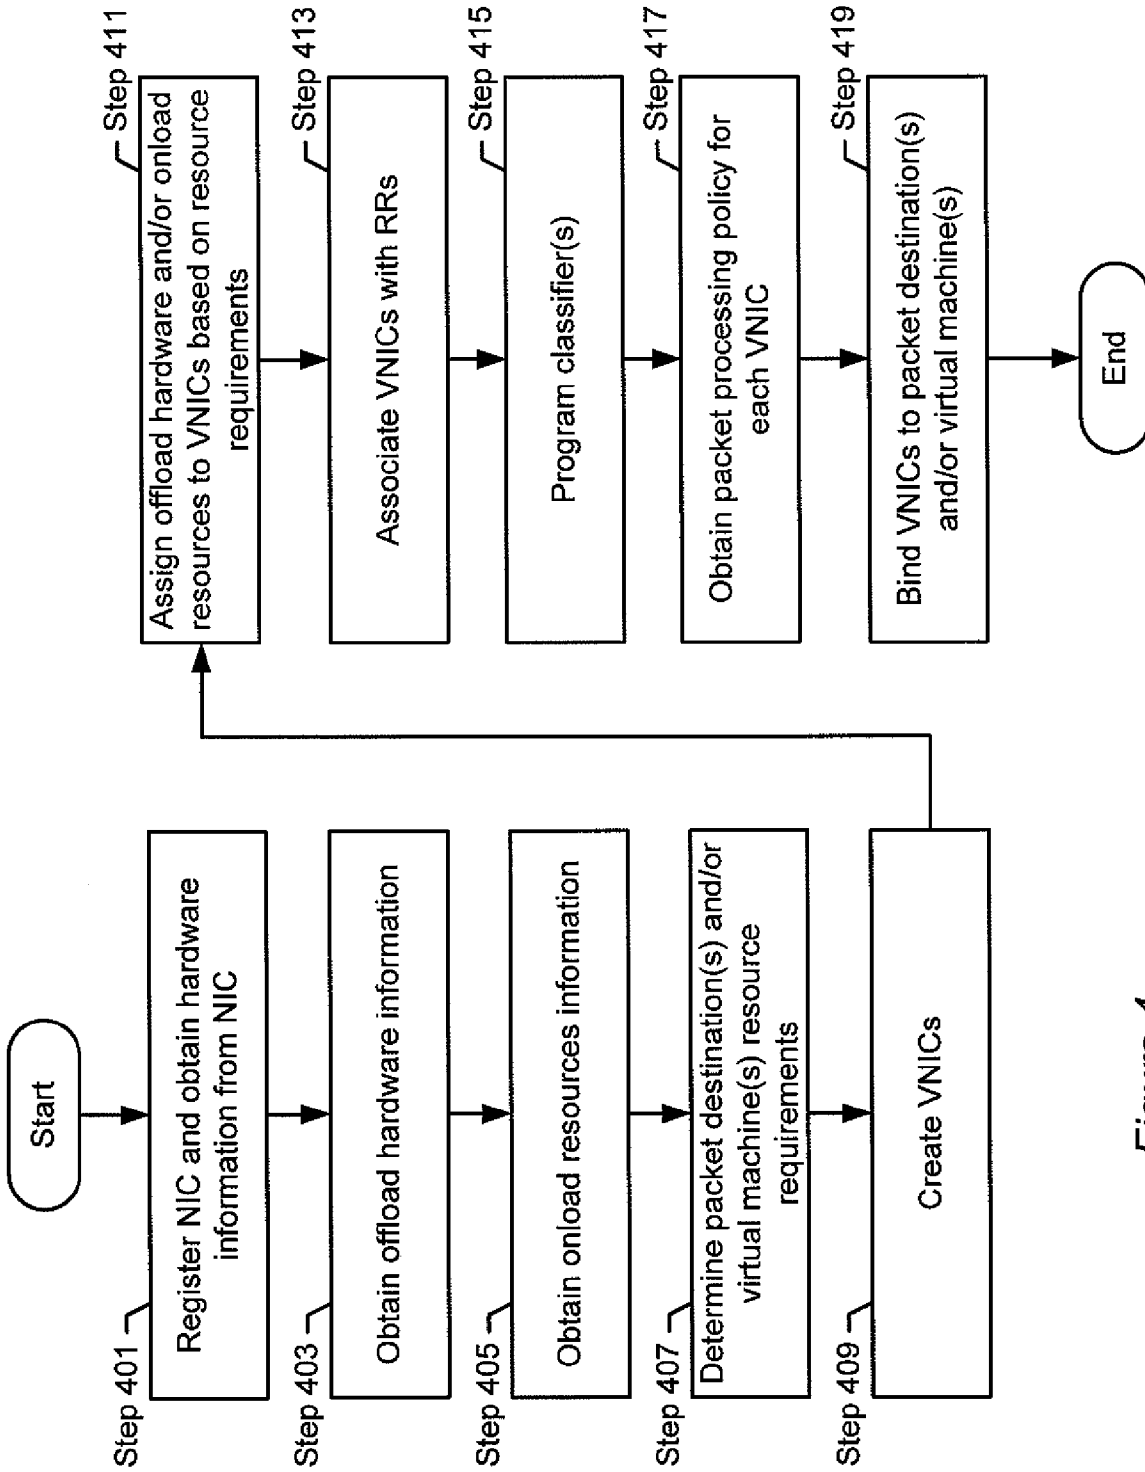 Start
Step 401
Register NIC and obtain hardware
information from NIC
Step 403
Obtain offload hardware information
Step 405
Obtain onload resources information
Step 407
Determine packet destination(s) and/or
virtual machine(s) resource
requirements
Step 409
Create VNICs
Step 411
Assign offload hardware and/or onload
resources to VNICs based on resource
requirements
Step 413
Associate VNICs with RRs
Step 415
Program classifier(s)
Step 417
Obtain packet processing policy for
each VNIC
Step 419
Bind VNICs to packet destination(s)
and/or virtual machine(s)
End